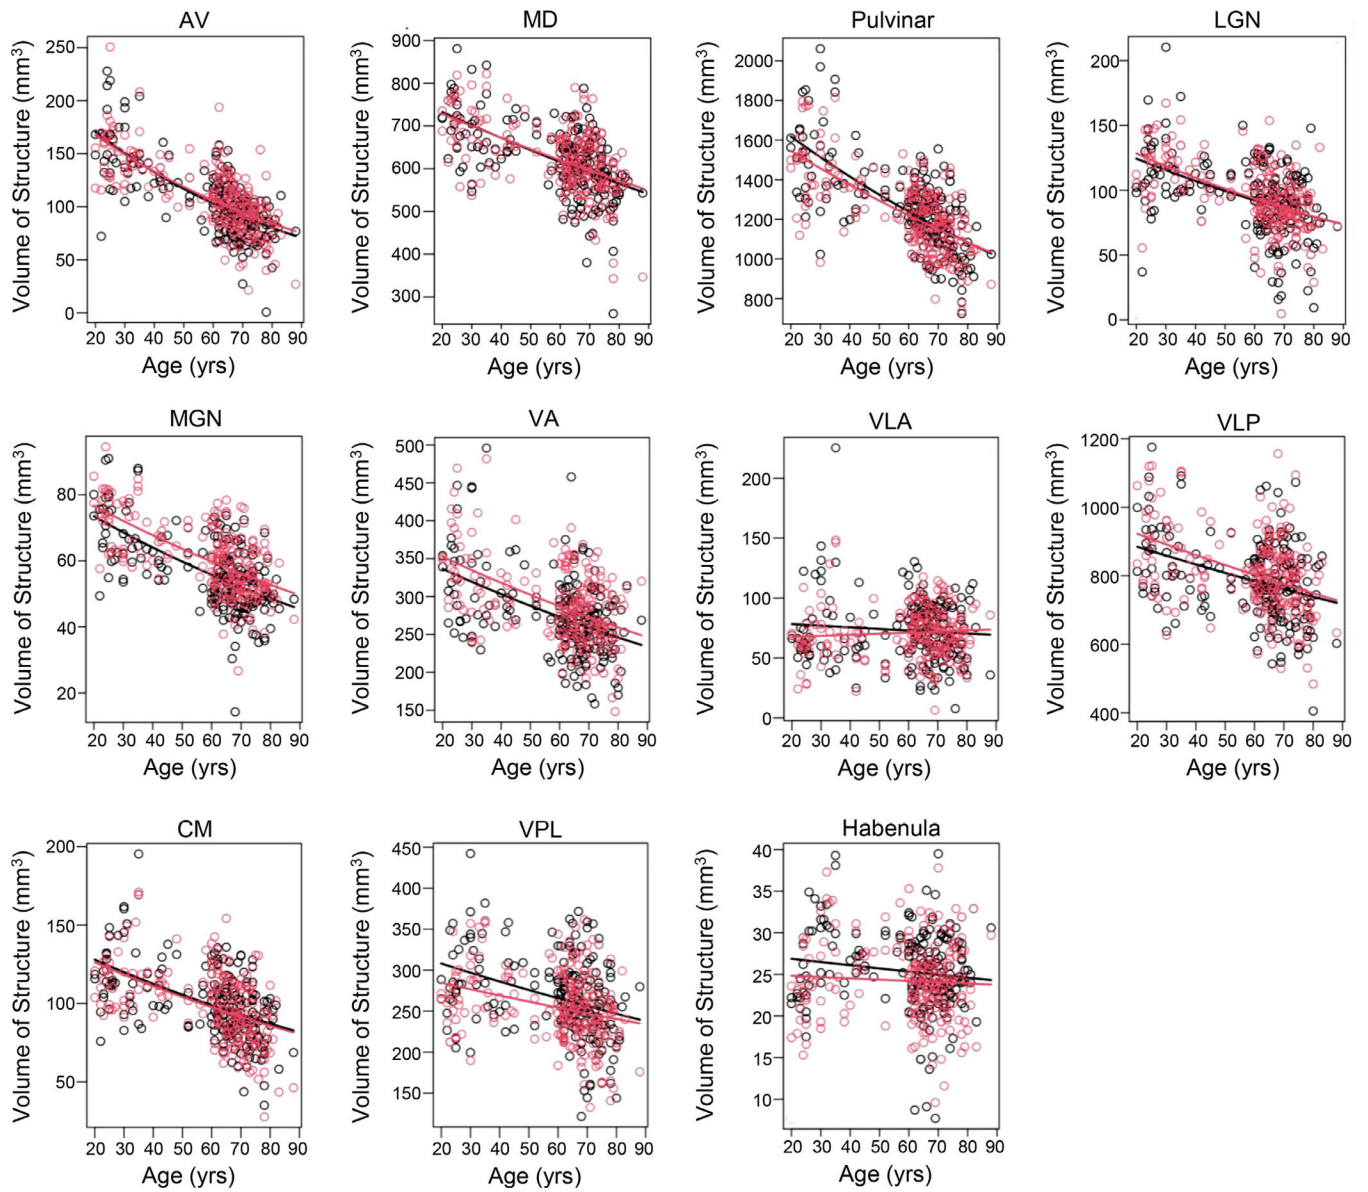 AV
MD
Pulvinar
LGN
Volume of Structure (mm³)
250
200
150
100
50
0
20 30 40 50 60 70 80 90
Age (yrs)
Volume of Structure (mm³)
900
800
700
600
500
400
300
20 30 40 50 60 70 80 90
Age (yrs)
Volume of Structure (mm³)
2000
1800
1600
1400
1200
1000
800
20 30 40 50 60 70 80 90
Age (yrs)
Volume of Structure (mm³)
200
150
100
50
0
20 30 40 50 60 70 80 90
Age (yrs)
MGN
VA
VLA
VLP
Volume of Structure (mm³)
80
60
40
20
20 30 40 50 60 70 80 90
Age (yrs)
Volume of Structure (mm³)
500
450
400
350
300
250
200
150
20 30 40 50 60 70 80 90
Age (yrs)
Volume of Structure (mm³)
200
150
100
50
0
20 30 40 50 60 70 80 90
Age (yrs)
Volume of Structure (mm³)
1200
1000
800
600
400
20 30 40 50 60 70 80 90
Age (yrs)
CM
VPL
Habenula
Volume of Structure (mm³)
200
150
100
50
20 30 40 50 60 70 80 90
Age (yrs)
Volume of Structure (mm³)
450
400
350
300
250
200
150
20 30 40 50 60 70 80 90
Age (yrs)
Volume of Structure (mm³)
40
35
30
25
20
15
10
20 30 40 50 60 70 80 90
Age (yrs)